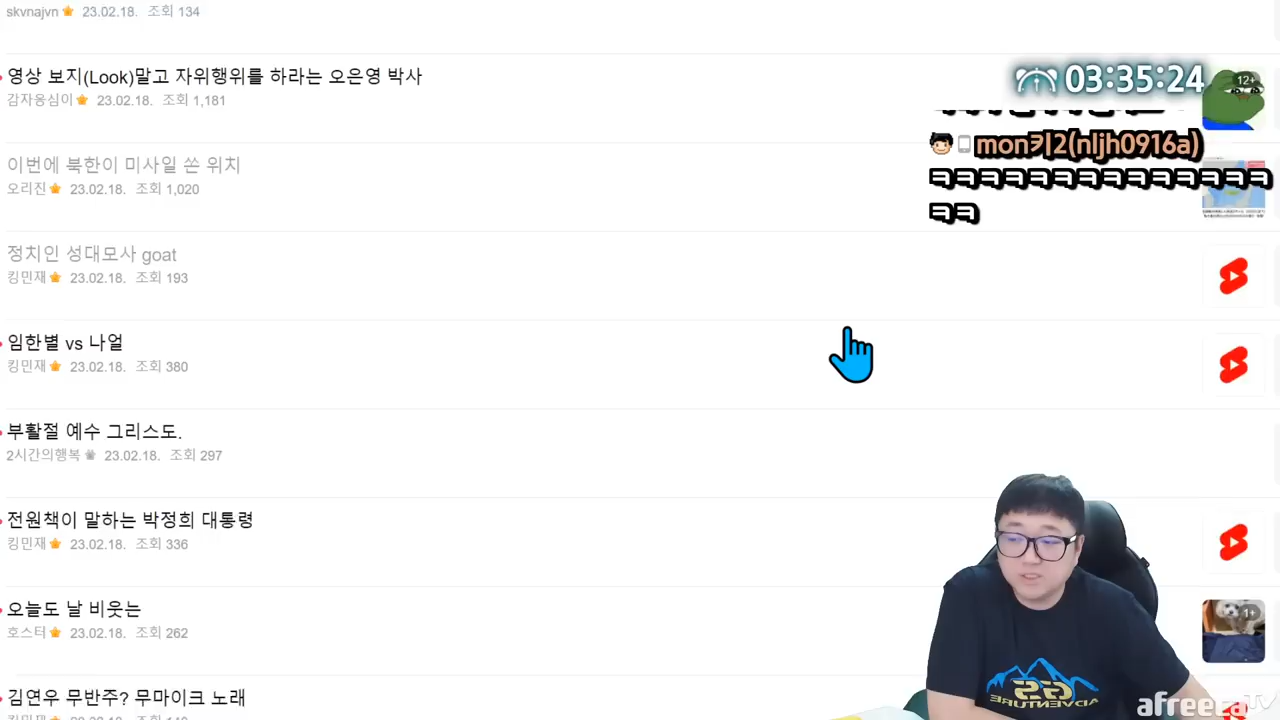 skvnajvn 23.02.18. 조회 134
영상 보지(Look)말고 자위행위를 하라는 오은영 박사
감자옹심이 23.02.18. 조회 1,181
12+
03:35:24
mon키2(nljh0916a)
ㅋㅋㅋㅋㅋㅋㅋㅋㅋㅋㅋㅋㅋㅋ
ㅋㅋ
이번에 북한이 미사일 쏜 위치
오리진 23.02.18. 조회 1,020
정치인 성대모사 goat
킹민재 23.02.18. 조회 193
임한별 vs 나얼
킹민재 23.02.18. 조회 380
부활절 예수 그리스도.
2시간의행복 23.02.18. 조회 297
전원책이 말하는 박정희 대통령
킹민재 23.02.18. 조회 336
오늘도 날 비웃는
호스터 23.02.18. 조회 262
1+
김연우 무반주? 무마이크 노래
ADVENTURE
afreecaTV